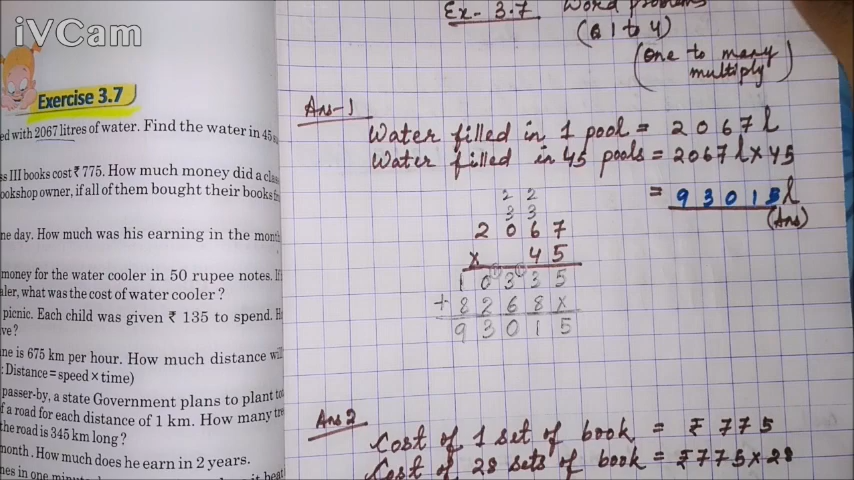 iVCam
Exercise 3.7
ed with 2067 litres of water. Find the water in 45
ss III books cost ₹ 775. How much money did a class
ookshop owner, if all of them bought their books
ne day. How much was his earning in the month
money for the water cooler in 50 rupee notes. If
aler, what was the cost of water cooler ?
picnic. Each child was given ₹ 135 to spend. H
ve?
ne is 675 km per hour. How much distance will
: Distance = speed × time)
passer-by, a state Government plans to plant
f a road for each distance of 1 km. How many tre
the road is 345 km long?
month. How much does he earn in 2 years.
Ex- 3.7 Word problems
(Q 1 to 4)
(One to many
multiply)
Ans-1
Water filled in 1 pool = 2067 l
Water filled in 45 pools = 2067 l × 45
= 93015 l
(Ans)
2 2
3 3
2 0 6 7
× 4 5
1 0 3 3 5
+ 8 2 6 8 ×
9 3 0 1 5
Ans 2
Cost of 1 set of book = ₹ 775
Cost of 28 sets of book = ₹ 775 × 28